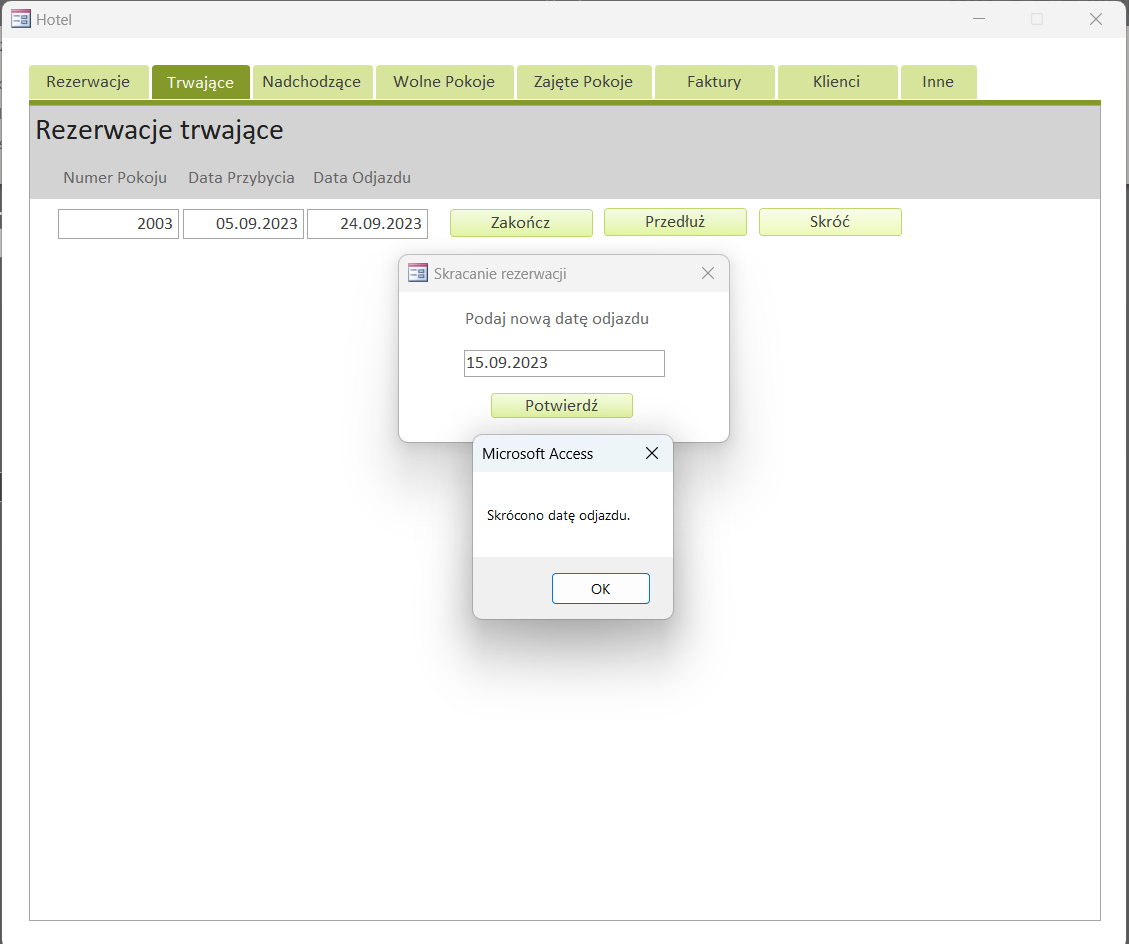 Hotel
Rezerwacje Trwające Nadchodzące Wolne Pokoje Zajęte Pokoje Faktury Klienci Inne
Rezerwacje trwające
Numer Pokoju Data Przybycia Data Odjazdu
2003 05.09.2023 24.09.2023 Zakończ Przedłuż Skróć
Skracanie rezerwacji
Podaj nową datę odjazdu
15.09.2023
Potwierdź
Microsoft Access
Skrócono datę odjazdu.
OK